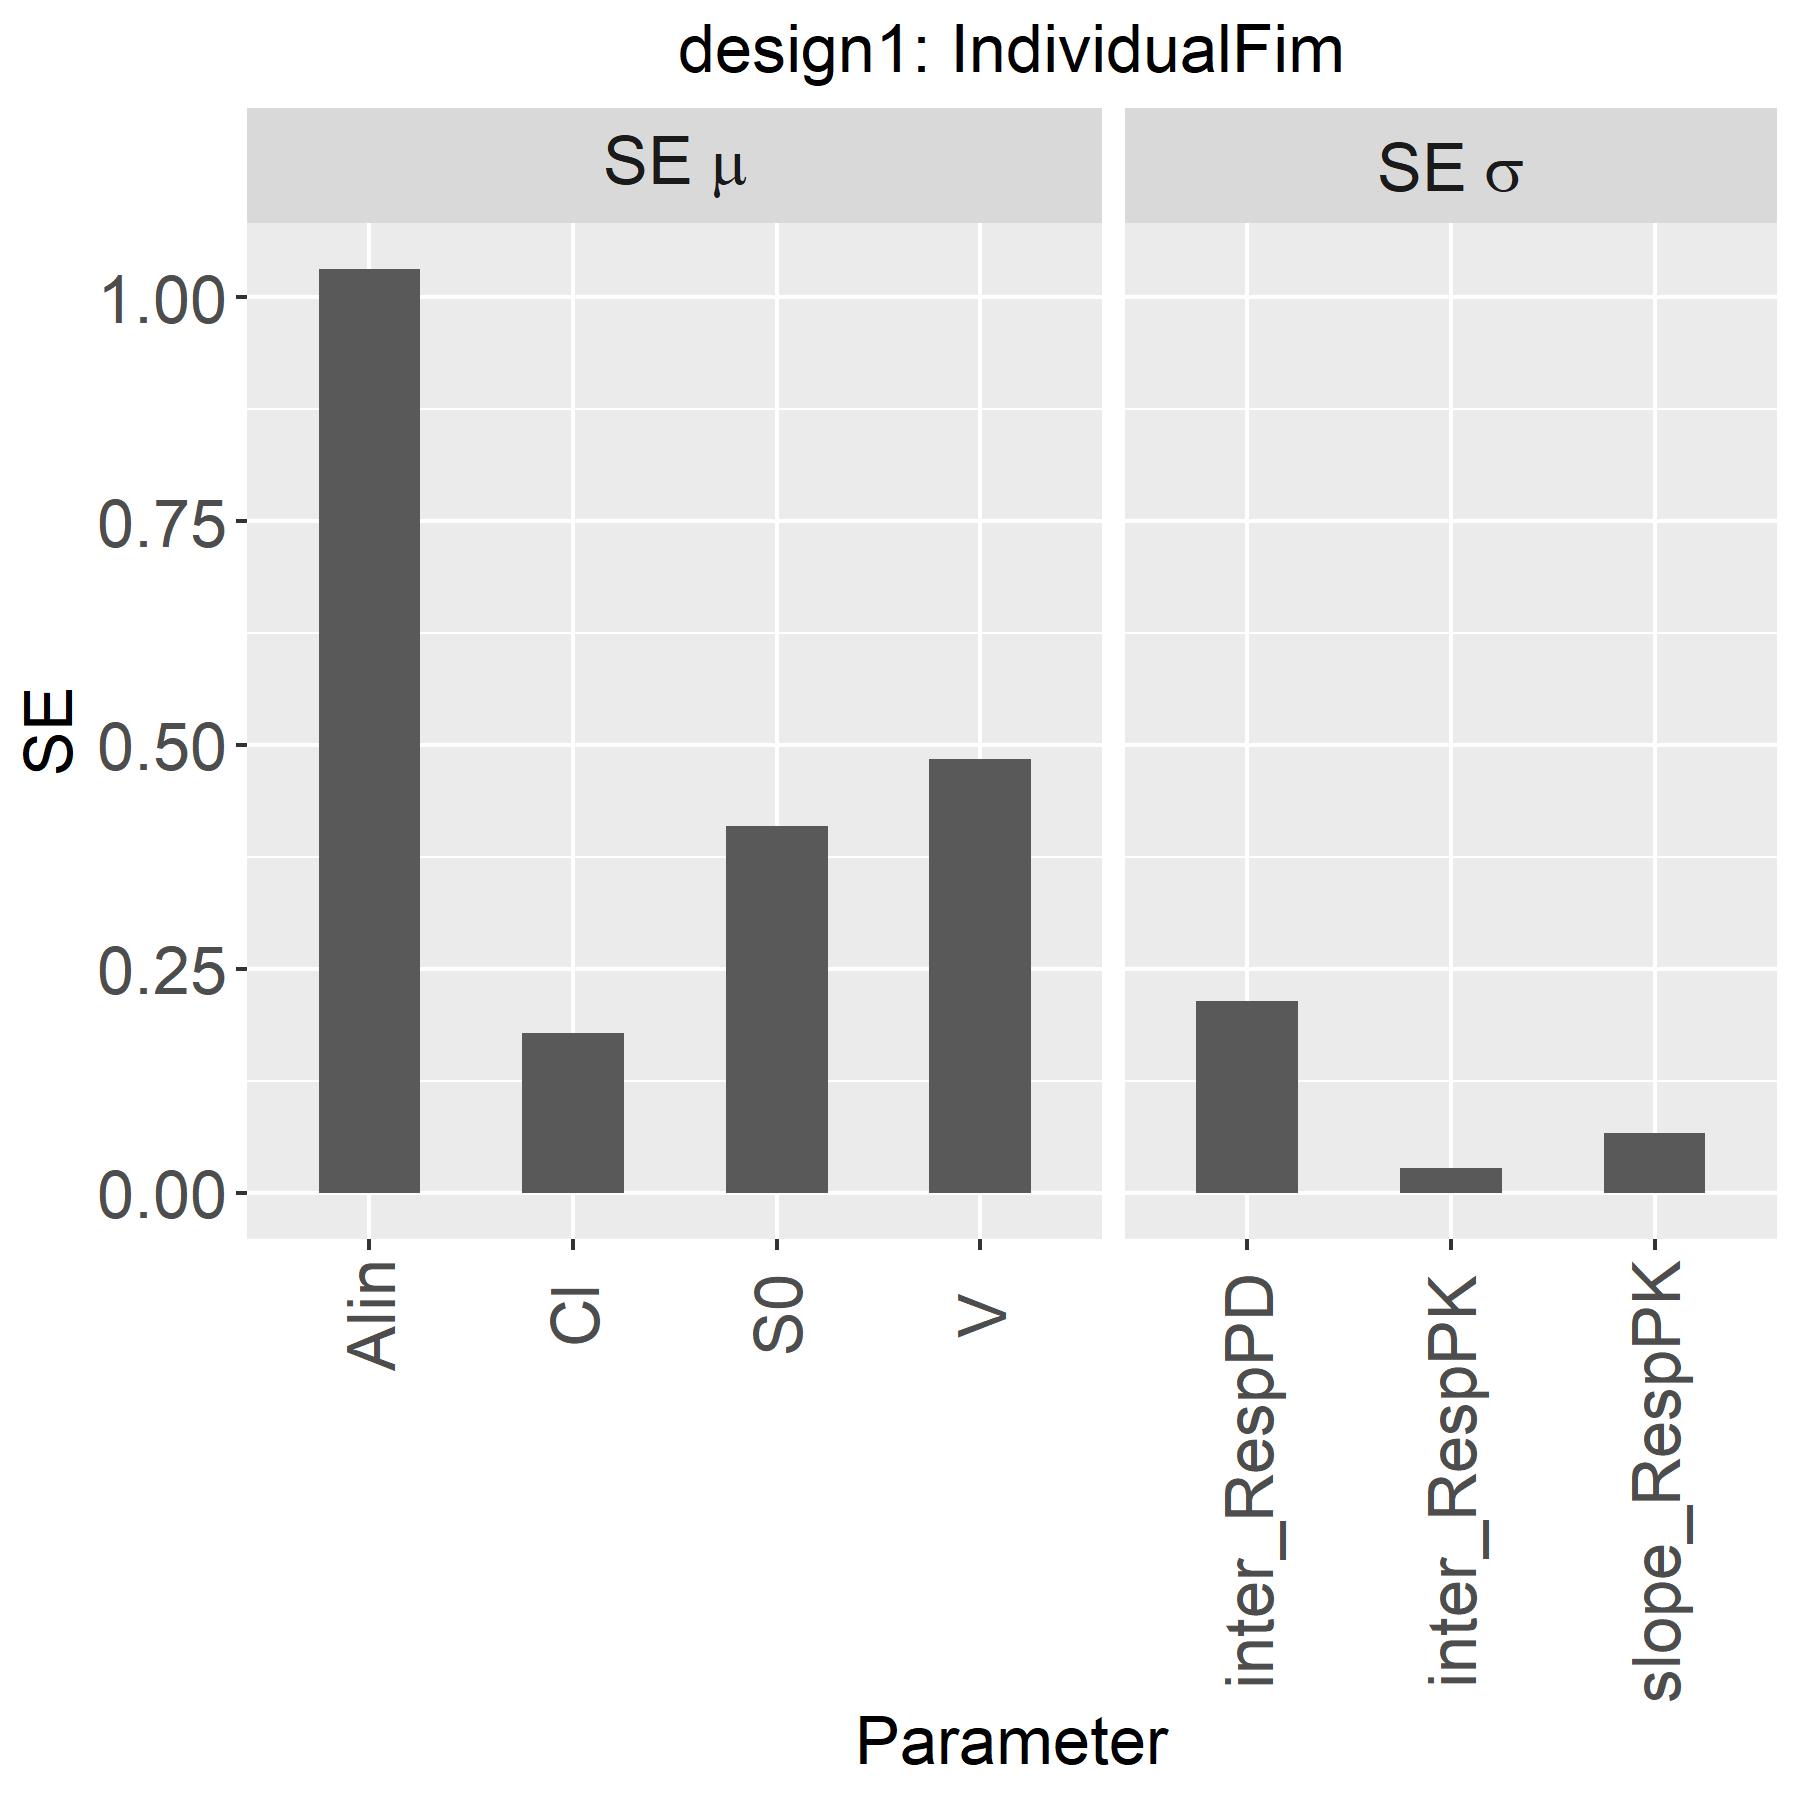 design1: IndividualFim
SE μ
SE σ
SE
1.00
0.75
0.50
0.25
0.00
Alin
Cl
S0
V
inter_RespPD
inter_RespPK
slope_RespPK
Parameter